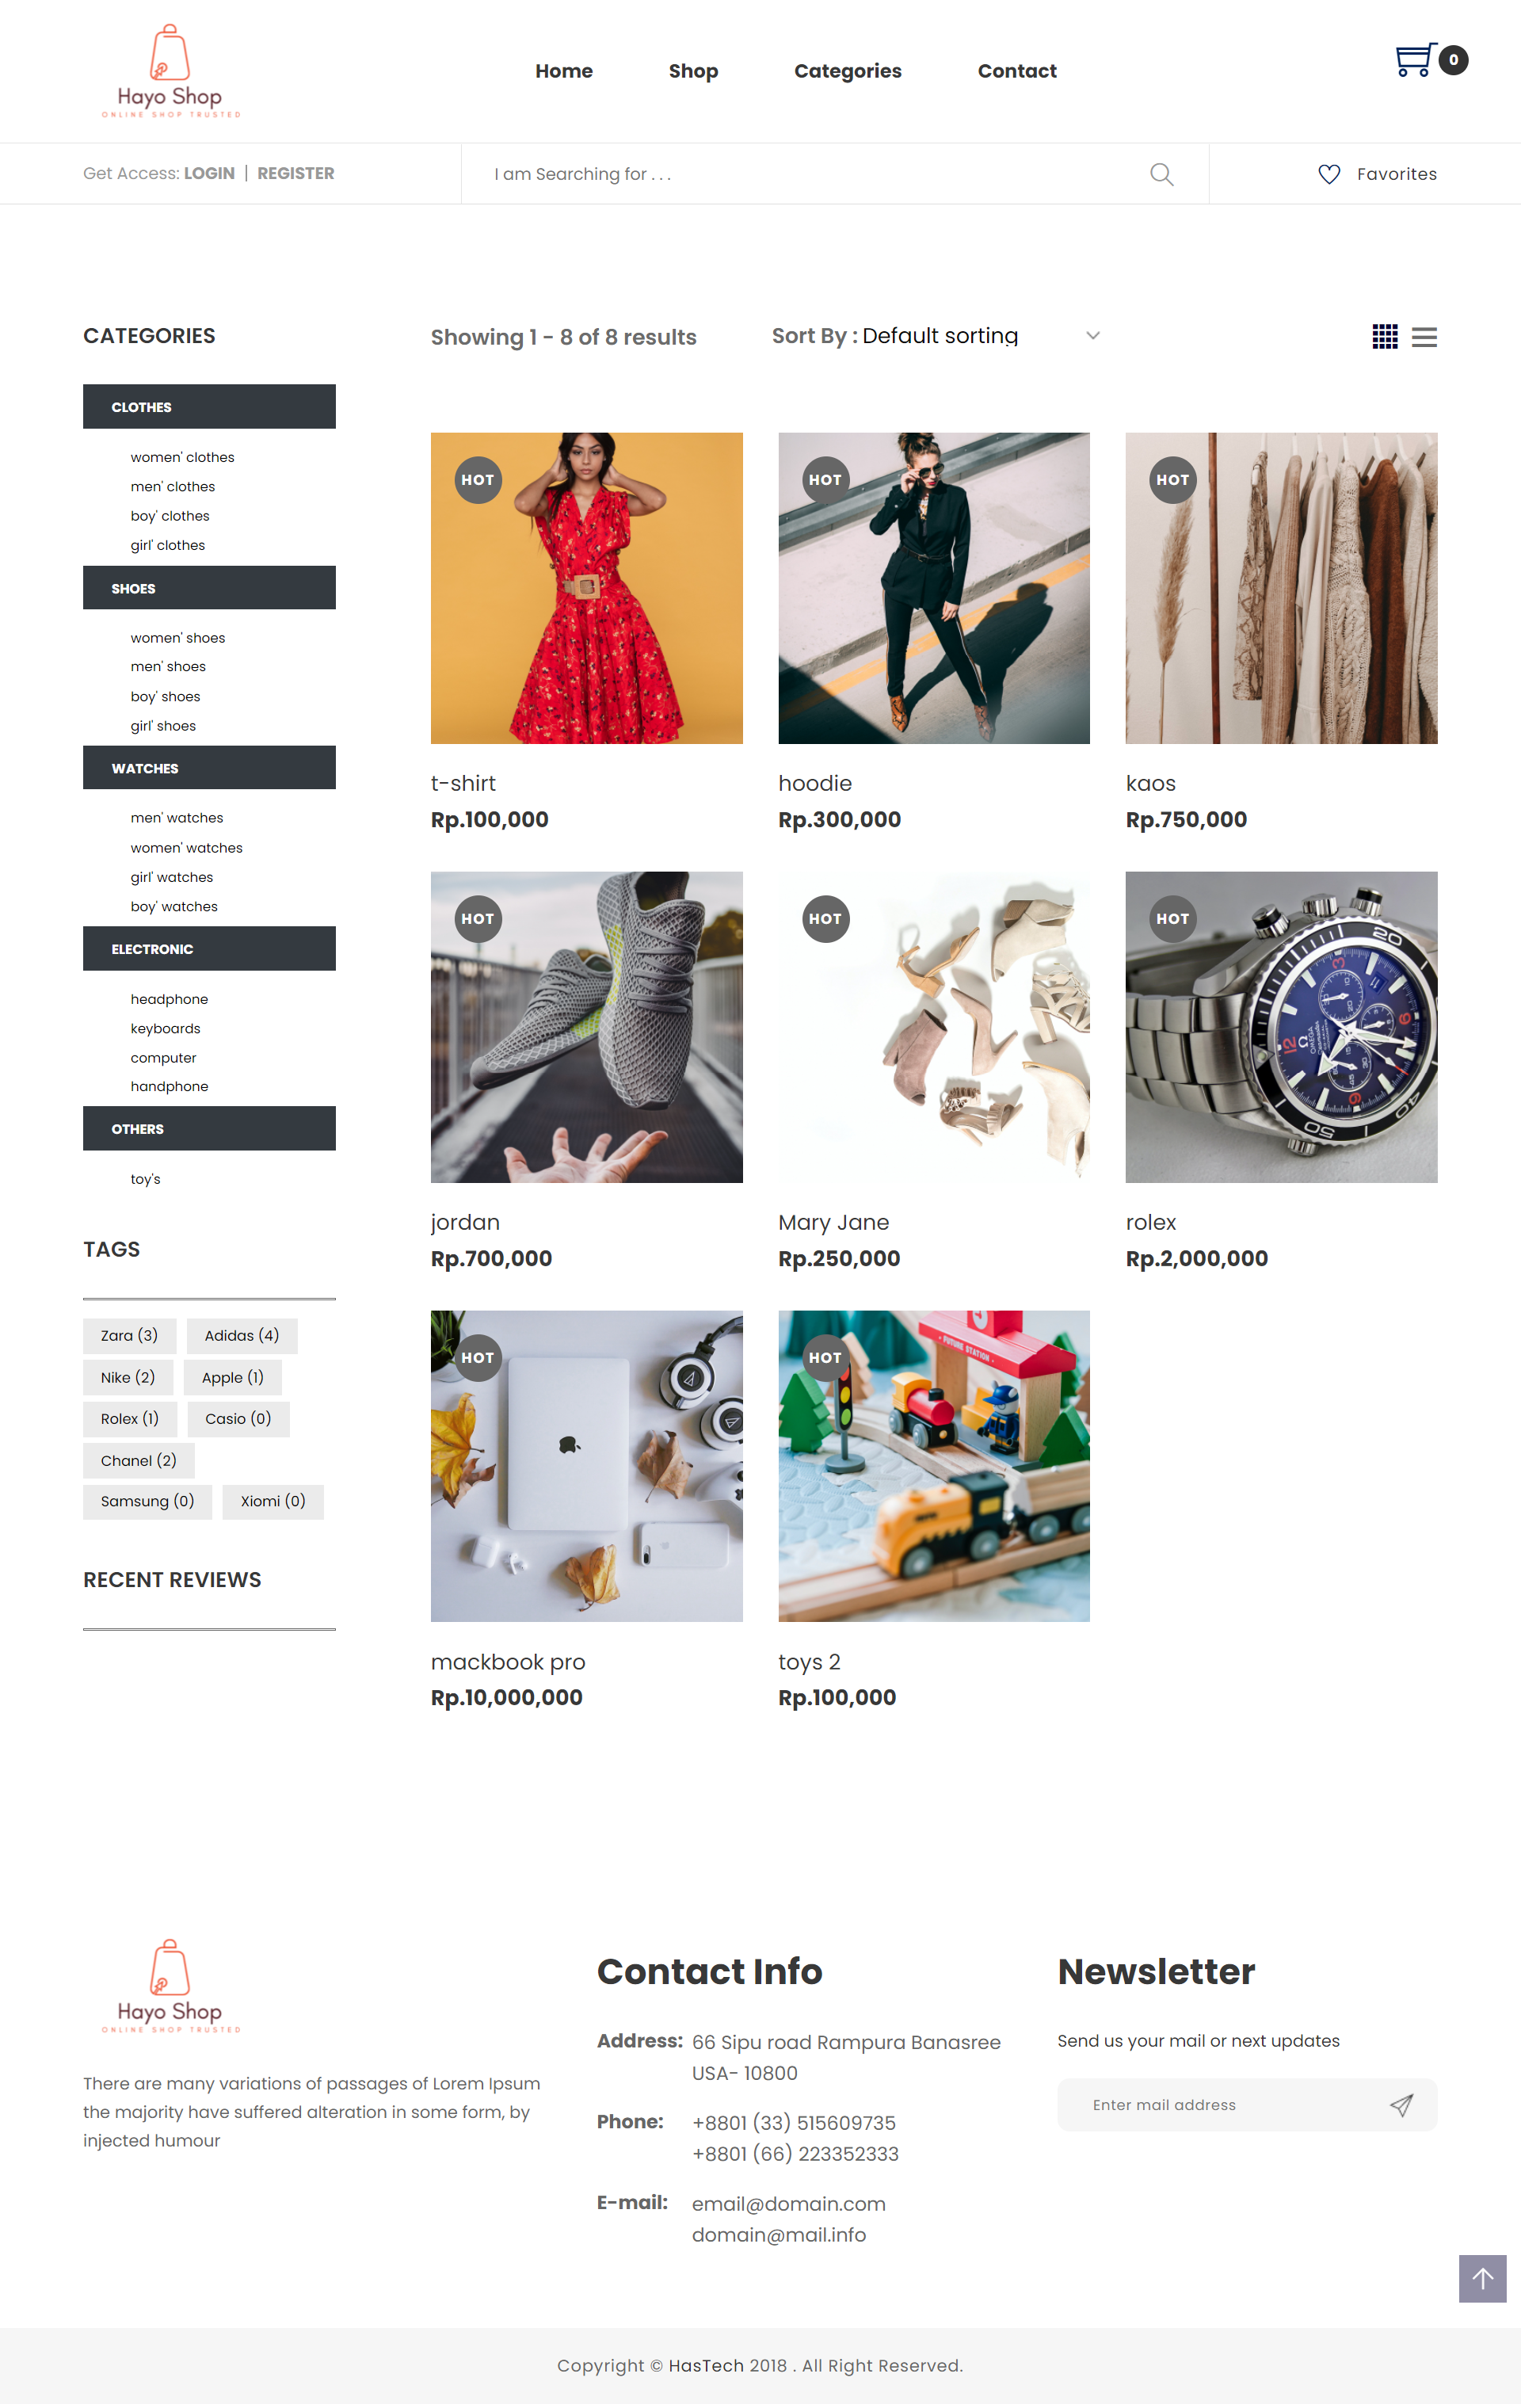 Hayo Shop
ONLINE SHOP TRUSTED
Home Shop Categories Contact
0
Get Access: LOGIN | REGISTER
I am Searching for . . .
Favorites
CATEGORIES
CLOTHES
women' clothes
men' clothes
boy' clothes
girl' clothes
SHOES
women' shoes
men' shoes
boy' shoes
girl' shoes
WATCHES
men' watches
women' watches
girl' watches
boy' watches
ELECTRONIC
headphone
keyboards
computer
handphone
OTHERS
toy's
TAGS
Zara (3) Adidas (4)
Nike (2) Apple (1)
Rolex (1) Casio (0)
Chanel (2)
Samsung (0) Xiomi (0)
RECENT REVIEWS
Showing 1 - 8 of 8 results
Sort By : Default sorting
HOT
t-shirt
Rp.100,000
HOT
hoodie
Rp.300,000
HOT
kaos
Rp.750,000
HOT
jordan
Rp.700,000
HOT
Mary Jane
Rp.250,000
HOT
20
40
50
12
3
6
9
OMEGA
rolex
Rp.2,000,000
HOT
mackbook pro
Rp.10,000,000
HOT
FUTURE STATION
toys 2
Rp.100,000
Hayo Shop
ONLINE SHOP TRUSTED
There are many variations of passages of Lorem Ipsum
the majority have suffered alteration in some form, by
injected humour
Contact Info
Address: 66 Sipu road Rampura Banasree
USA- 10800
Phone: +8801 (33) 515609735
+8801 (66) 223352333
E-mail: email@domain.com
domain@mail.info
Newsletter
Send us your mail or next updates
Enter mail address
Copyright © HasTech 2018 . All Right Reserved.